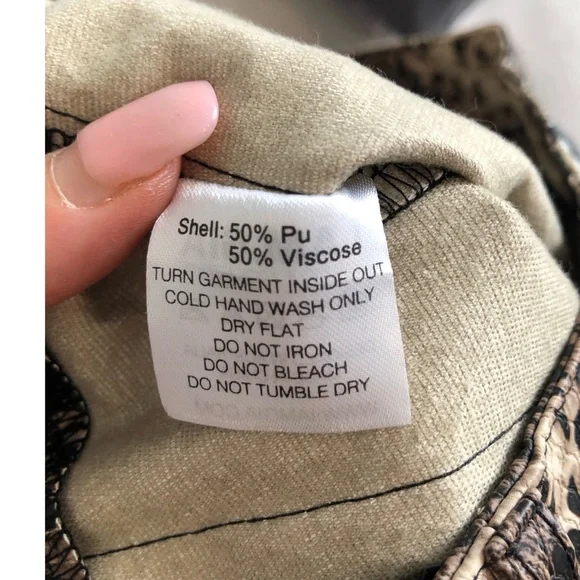 Shell: 50% Pu
50% Viscose
TURN GARMENT INSIDE OUT
COLD HAND WASH ONLY
DRY FLAT
DO NOT IRON
DO NOT BLEACH
DO NOT TUMBLE DRY